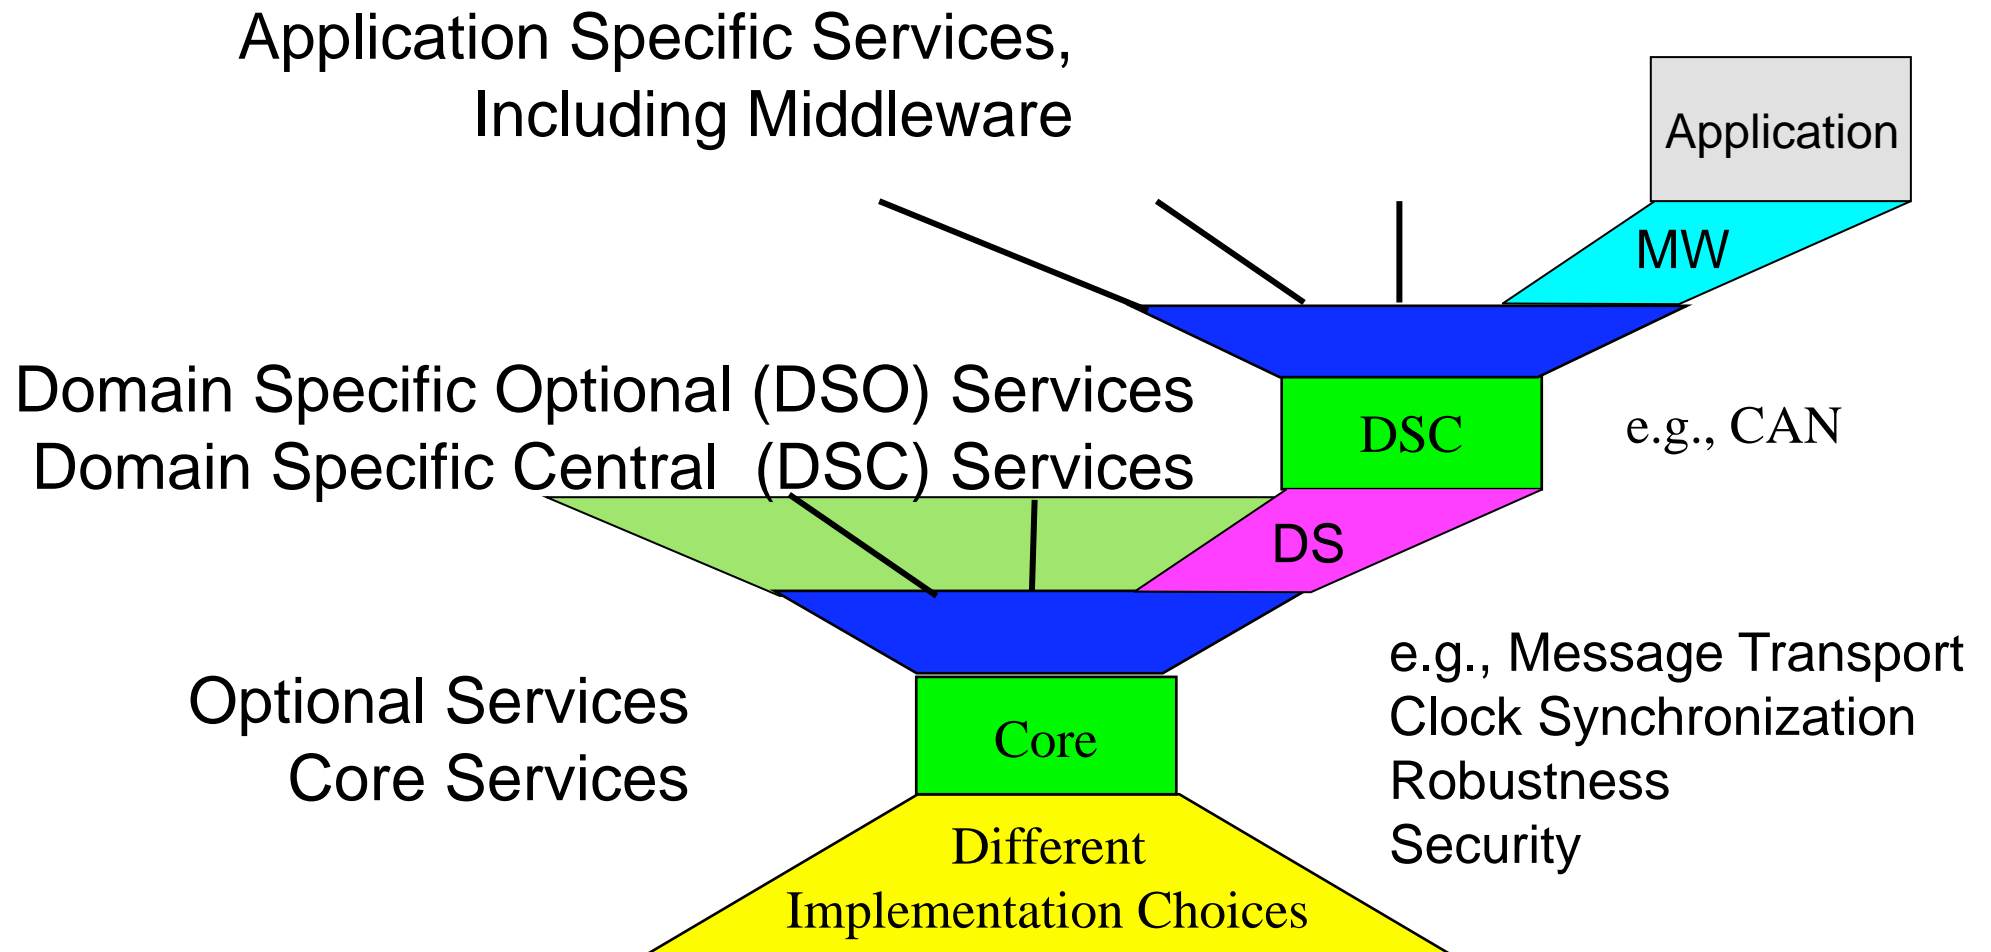 Application Specific Services,
Including Middleware
Application
MW
Domain Specific Optional (DSO) Services
Domain Specific Central (DSC) Services
DSC
e.g., CAN
DS
Optional Services
Core Services
Core
e.g., Message Transport
Clock Synchronization
Robustness
Security
Different
Implementation Choices